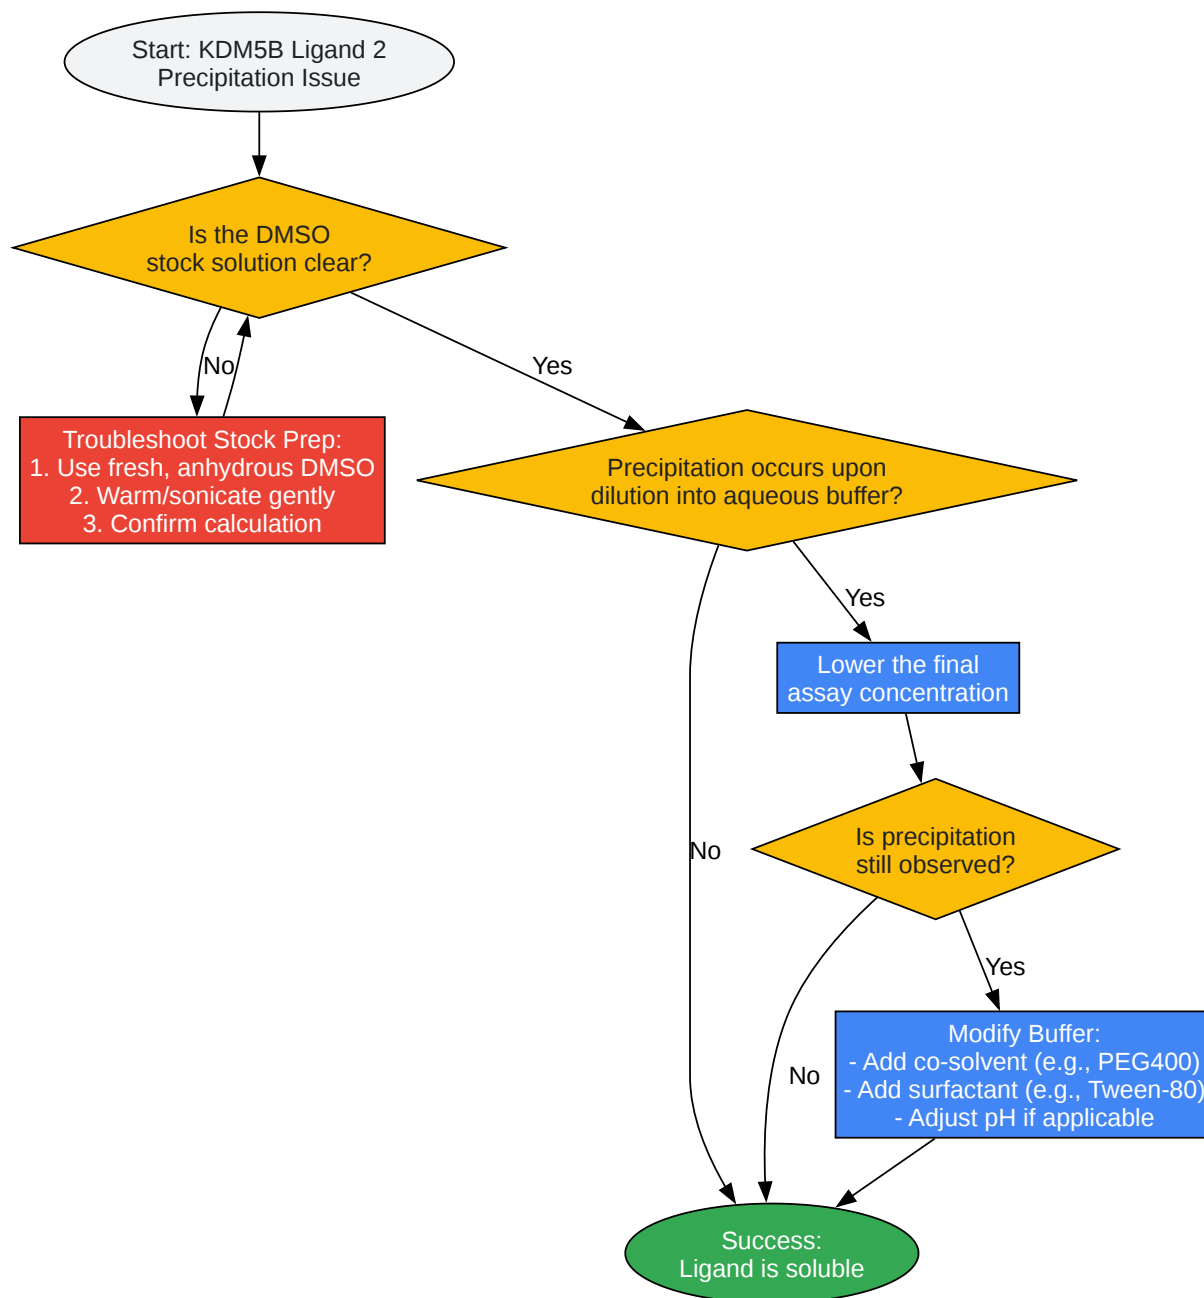 Start: KDM5B Ligand 2
Precipitation Issue
Is the DMSO
stock solution clear?
No
Yes
Troubleshoot Stock Prep:
1. Use fresh, anhydrous DMSO
2. Warm/sonicate gently
3. Confirm calculation
Precipitation occurs upon
dilution into aqueous buffer?
Yes
Lower the final
assay concentration
No
Is precipitation
still observed?
Yes
No
Modify Buffer:
- Add co-solvent (e.g., PEG400)
- Add surfactant (e.g., Tween-80)
- Adjust pH if applicable
Success:
Ligand is soluble